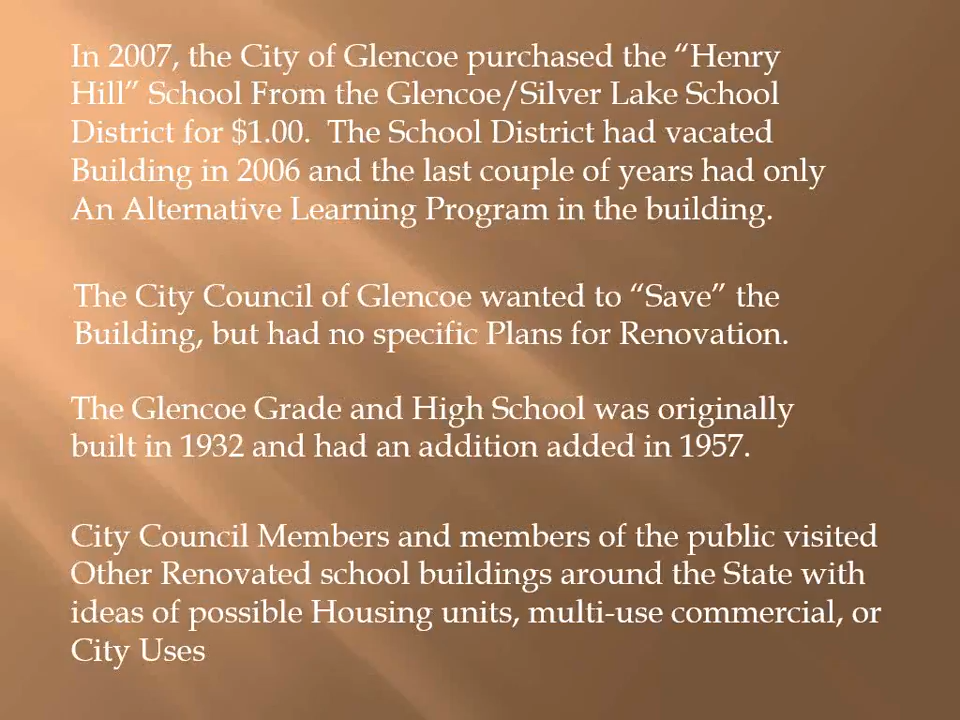 In 2007, the City of Glencoe purchased the “Henry
Hill” School From the Glencoe/Silver Lake School
District for $1.00.  The School District had vacated
Building in 2006 and the last couple of years had only
An Alternative Learning Program in the building.
The City Council of Glencoe wanted to “Save” the
Building, but had no specific Plans for Renovation.
The Glencoe Grade and High School was originally
built in 1932 and had an addition added in 1957.
City Council Members and members of the public visited
Other Renovated school buildings around the State with
ideas of possible Housing units, multi-use commercial, or
City Uses